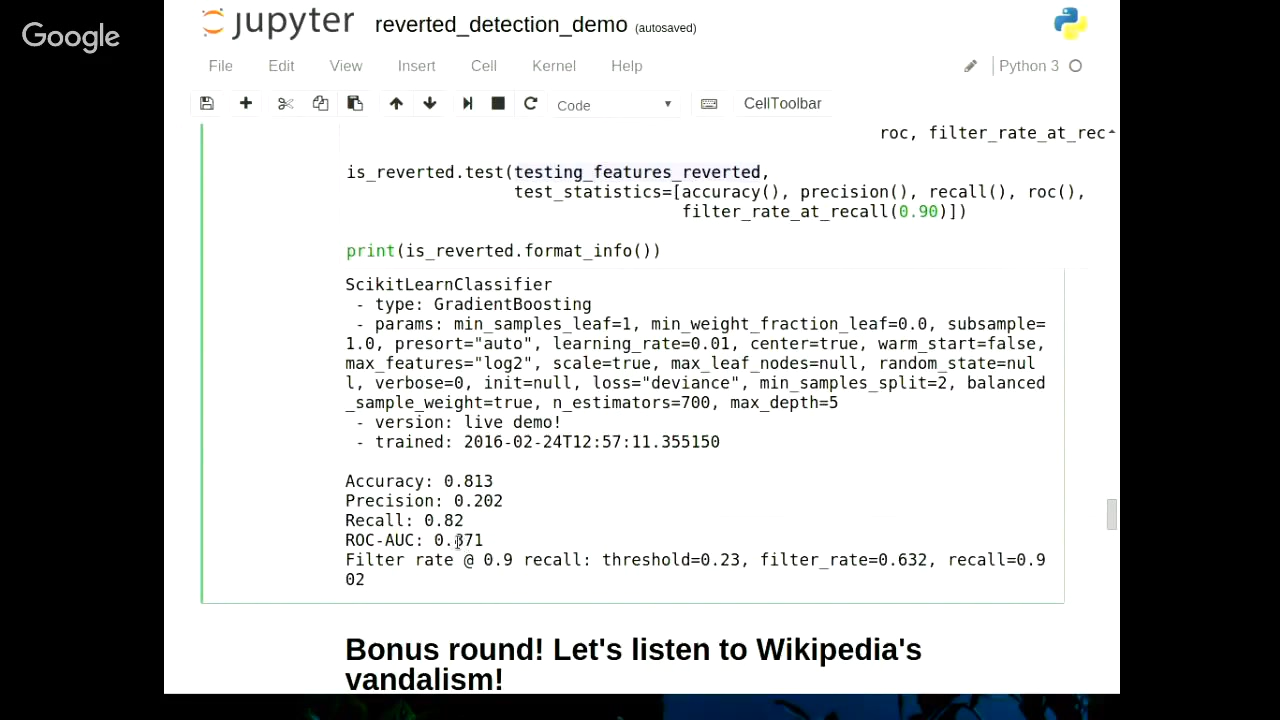 Google
jupyter reverted_detection_demo (autosaved)
File Edit View Insert Cell Kernel Help Python 3
Code CellToolbar
roc, filter_rate_at_rec
is_reverted.test(testing_features_reverted,
test_statistics=[accuracy(), precision(), recall(), roc(),
filter_rate_at_recall(0.90)])
print(is_reverted.format_info())
ScikitLearnClassifier
- type: GradientBoosting
- params: min_samples_leaf=1, min_weight_fraction_leaf=0.0, subsample=
1.0, presort="auto", learning_rate=0.01, center=true, warm_start=false,
max_features="log2", scale=true, max_leaf_nodes=null, random_state=nul
l, verbose=0, init=null, loss="deviance", min_samples_split=2, balanced
_sample_weight=true, n_estimators=700, max_depth=5
- version: live demo!
- trained: 2016-02-24T12:57:11.355150
Accuracy: 0.813
Precision: 0.202
Recall: 0.82
ROC-AUC: 0.871
Filter rate @ 0.9 recall: threshold=0.23, filter_rate=0.632, recall=0.9
02
Bonus round! Let's listen to Wikipedia's
vandalism!